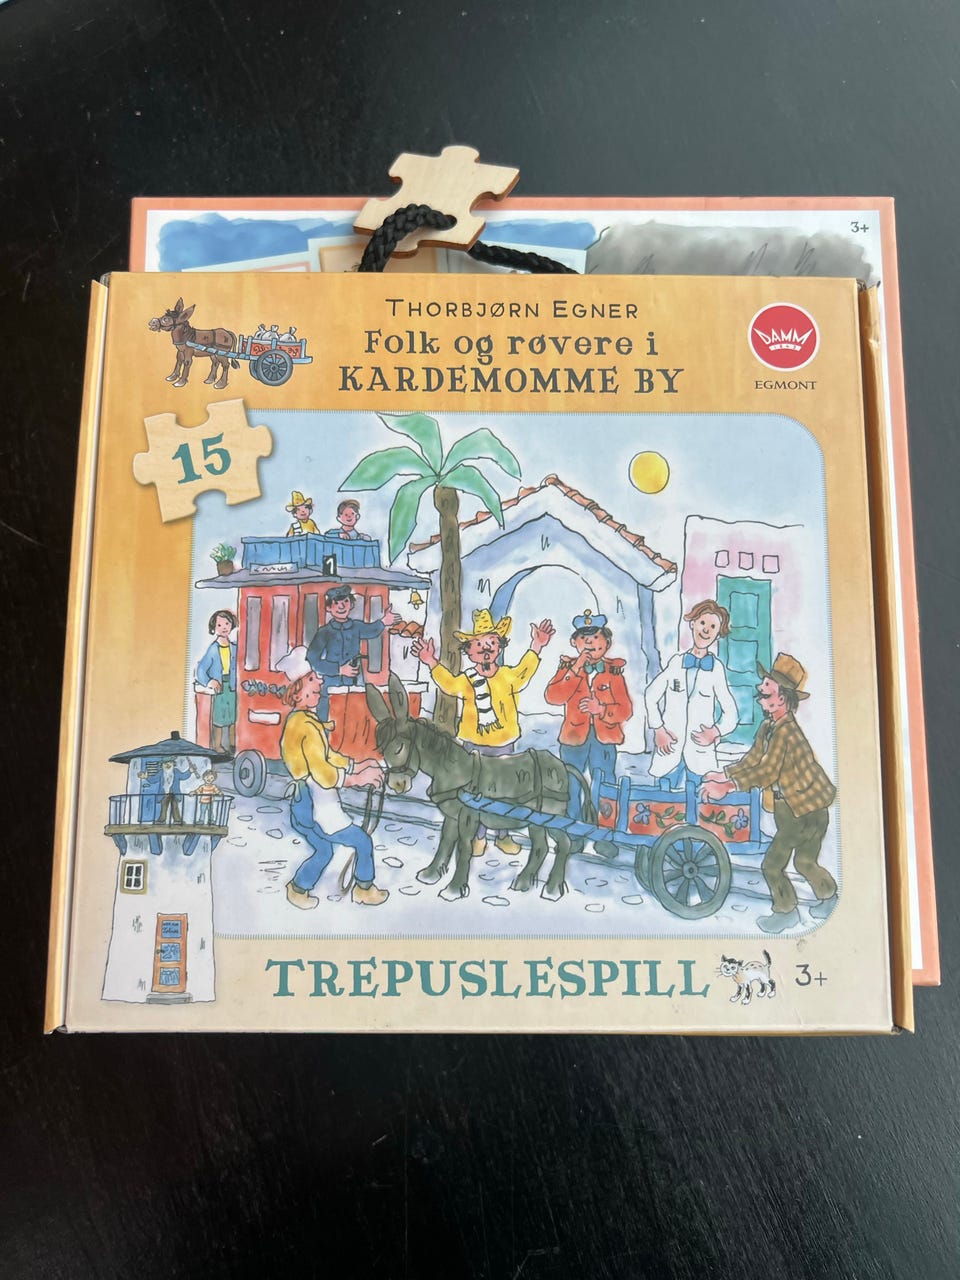 3+
THORBJØRN EGNER
Folk og røvere i
KARDEMOMME BY
DAMM
EGMONT
15
1
TREPUSLESPILL
3+